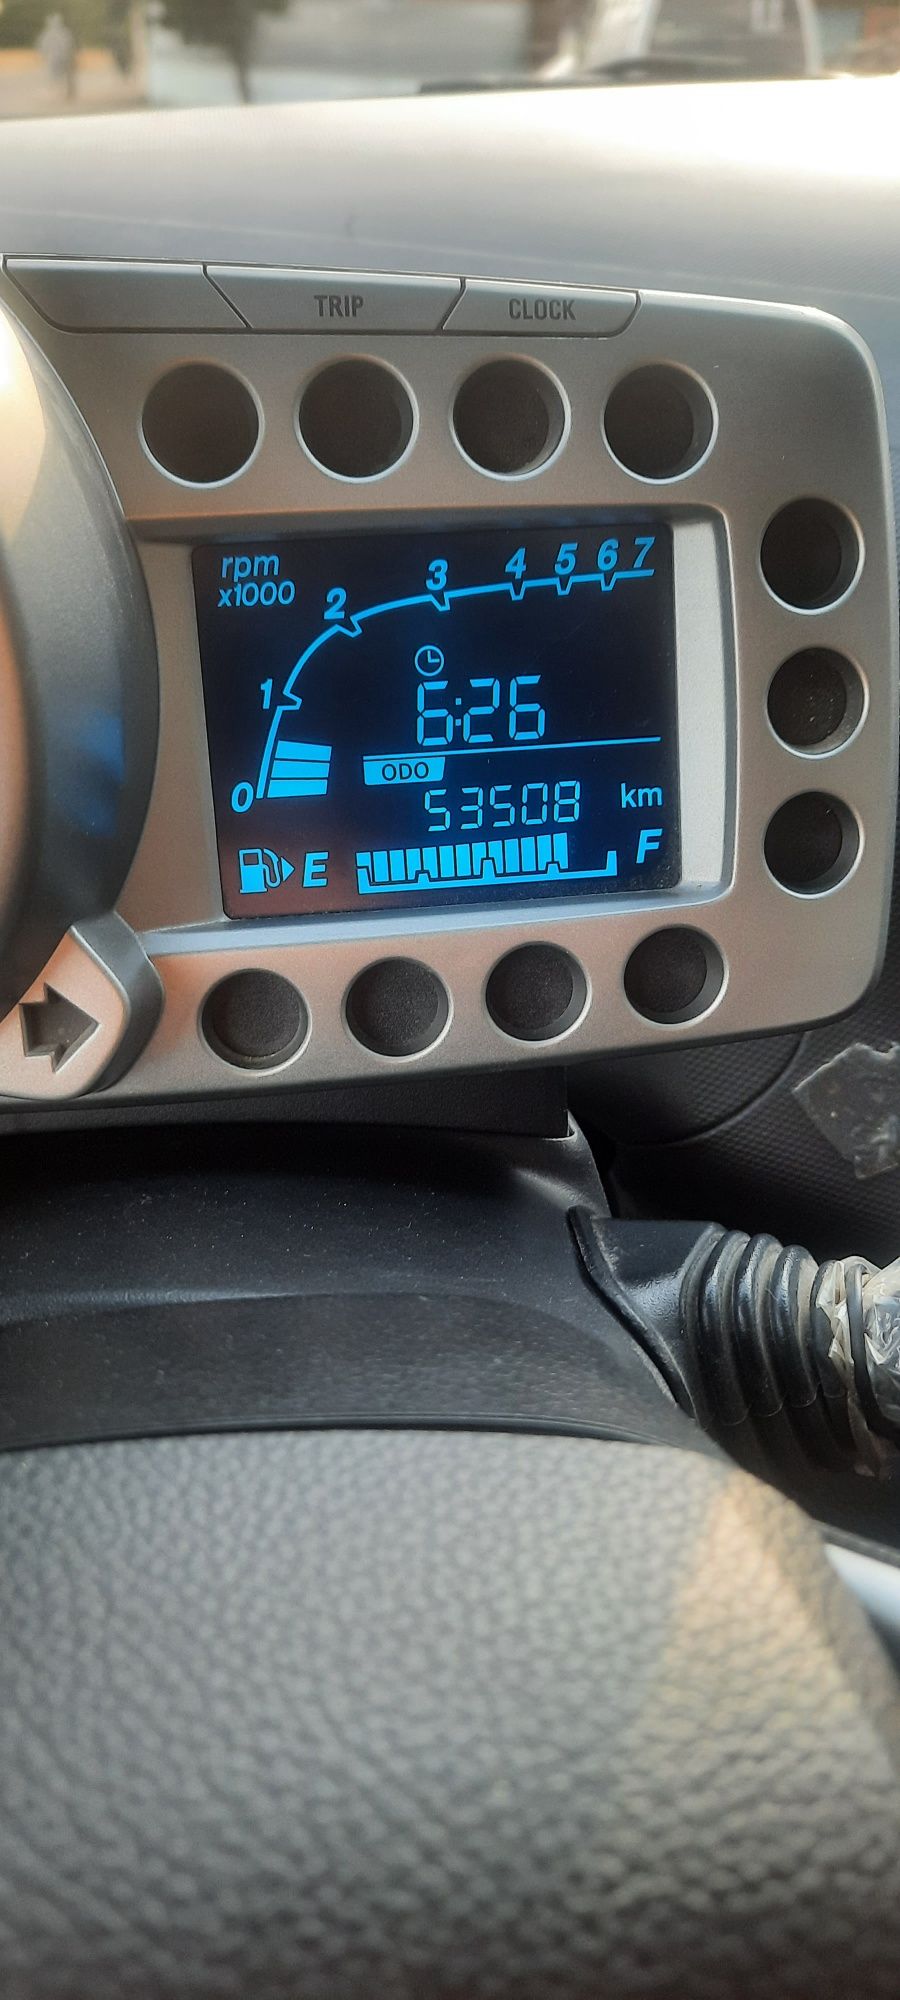 TRIP CLOCK
rpm
x1000
0 1 2 3 4 5 6 7
6:26
ODO
53508 km
E F